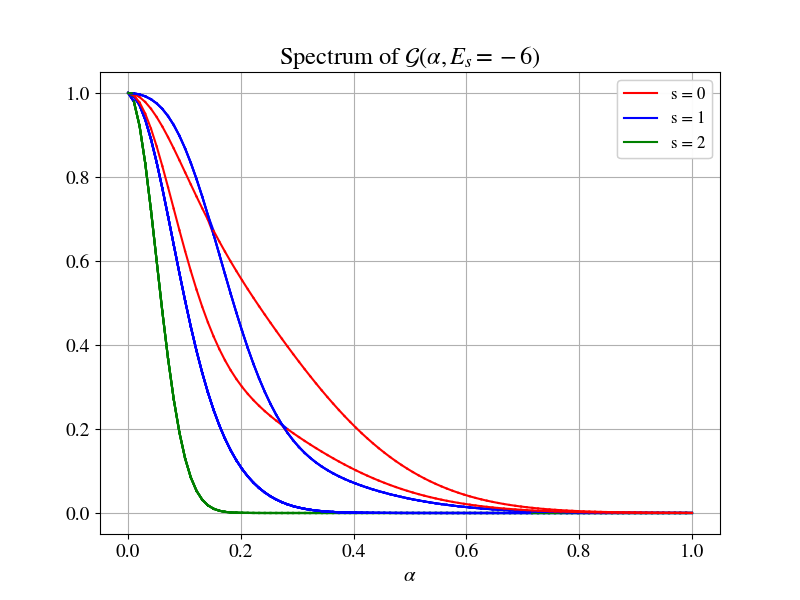 Spectrum of 𝒢(α, E_s = −6)
s = 0
s = 1
s = 2
1.0
0.8
0.6
0.4
0.2
0.0
0.0 0.2 0.4 0.6 0.8 1.0
α